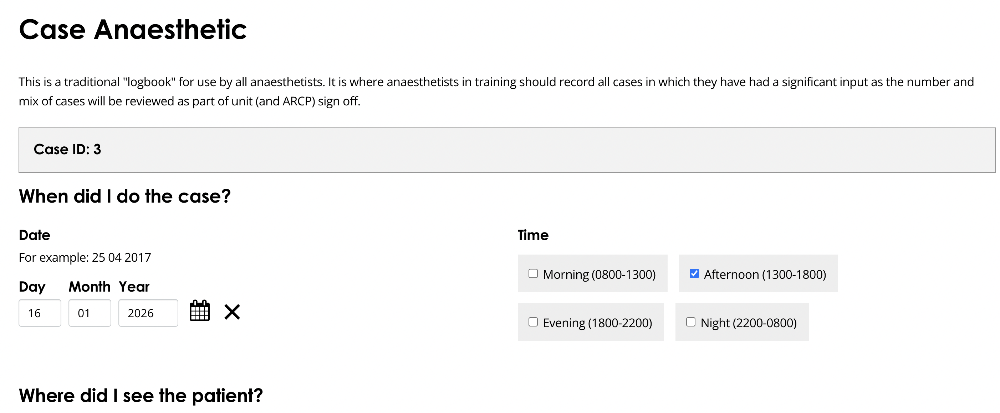 Case Anaesthetic
This is a traditional "logbook" for use by all anaesthetists. It is where anaesthetists in training should record all cases in which they have had a significant input as the number and
mix of cases will be reviewed as part of unit (and ARCP) sign off.
Case ID: 3
When did I do the case?
Date
For example: 25 04 2017
Day Month Year
16 01 2026
Time
Morning (0800-1300) Afternoon (1300-1800)
Evening (1800-2200) Night (2200-0800)
Where did I see the patient?